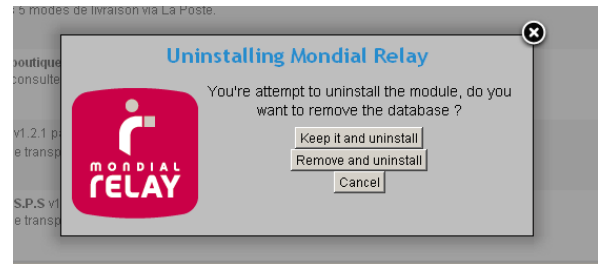 s 5 modes de livraison via La Poste.
Uninstalling Mondial Relay
boutique
consulte
You're attempt to uninstall the module, do you
want to remove the database ?
v1.2.1 pa
e transp
Keep it and uninstall
Remove and uninstall
Cancel
MONDIAL
RELAY
S.P.S v1
e transp